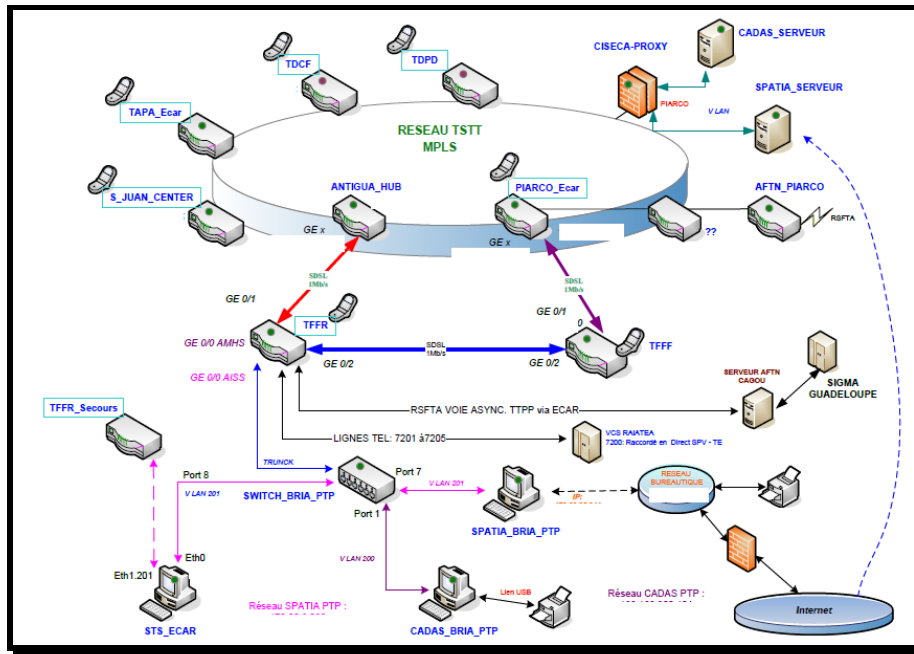 CADAS_SERVEUR
CISECA-PROXY
TDCF
TDPD
SPATIA_SERVEUR
PIARCO
TAPA_Ecar
V LAN
RESEAU TSTT
MPLS
S_JUAN_CENTER
ANTIGUA_HUB
PIARCO_Ecar
AFTN_PIARCO
RSFTA
GE x
GE x
??
SDSL
1Mb/s
SDSL
1Mb/s
GE 0/1
GE 0/1
0
TFFR
TFFF
GE 0/0 AMHS
SDSL
1Mb/s
GE 0/2
GE 0/2
GE 0/0 AISS
SERVEUR AFTN
CAGOU
SIGMA
GUADELOUPE
TFFR_Secours
RSFTA VOIE ASYNC. TTPP via ECAR
LIGNES TEL: 7201 à7205
VCS RAIATEA
7200: Raccordé en Direct SPV - TE
TRUNCK
Port 8
Port 7
V LAN 201
SWITCH_BRIA_PTP
V LAN 201
RESEAU
BUREAUTIQUE
IP:
Port 1
SPATIA_BRIA_PTP
V LAN 200
Eth0
Eth1.201
Lien USB
Réseau SPATIA PTP :
Réseau CADAS PTP :
Internet
STS_ECAR
CADAS_BRIA_PTP